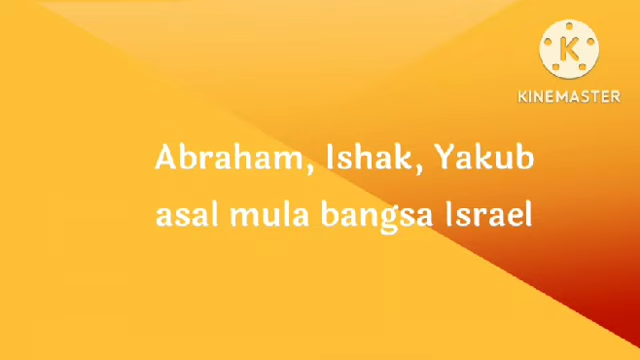 K
KINEMASTER
Abraham, Ishak, Yakub
asal mula bangsa Israel